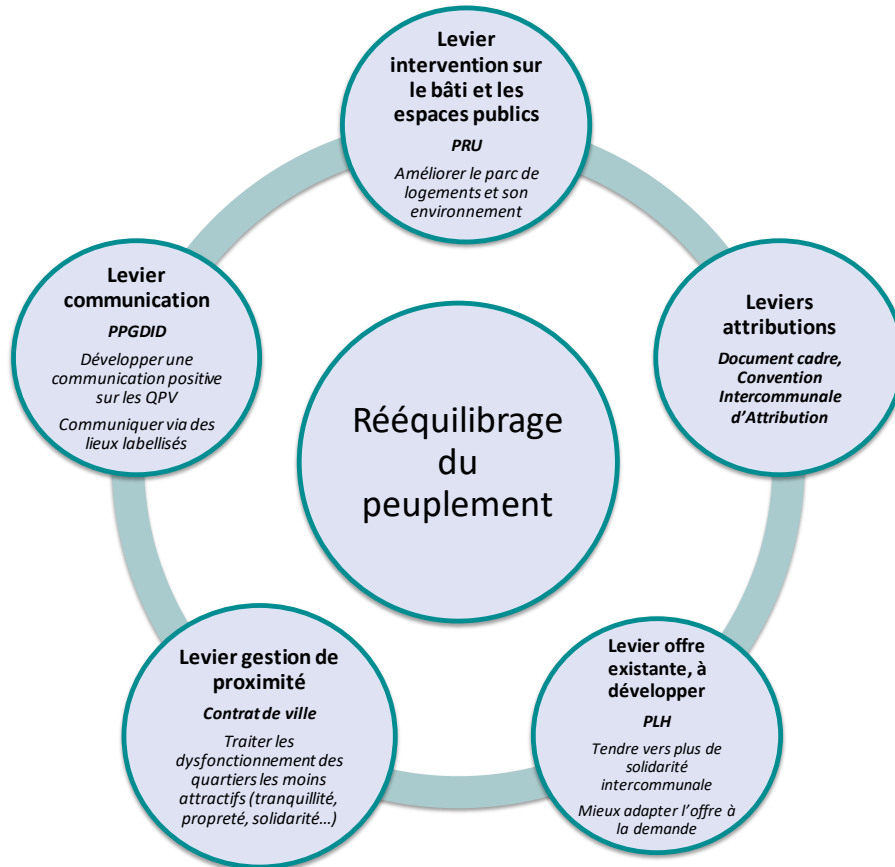 Levier
intervention sur
le bâti et les
espaces publics
PRU
Améliorer le parc de
logements et son
environnement
Leviers
attributions
Document cadre,
Convention
Intercommunale
d'Attribution
Levier offre
existante, à
développer
PLH
Tendre vers plus de
solidarité
intercommunale
Mieux adapter l'offre à
la demande
Levier gestion de
proximité
Contrat de ville
Traiter les
dysfonctionnement des
quartiers les moins
attractifs (tranquillité,
propreté, solidarité...)
Levier
communication
PPGDID
Développer une
communication positive
sur les QPV
Communiquer via des
lieux labellisés
Rééquilibrage
du
peuplement